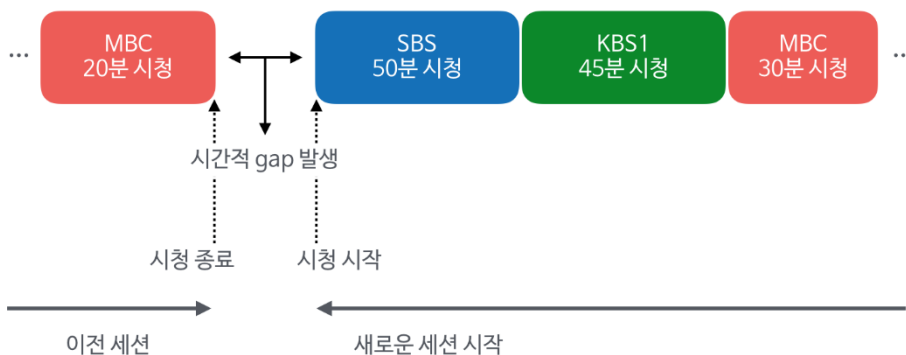 ...
MBC
20분 시청
SBS
50분 시청
KBS1
45분 시청
MBC
30분 시청
..
시간적 gap 발생
시청 종료
시청 시작
이전 세션
새로운 세션 시작